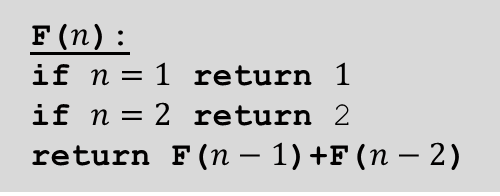 F(n):
if n = 1 return 1
if n = 2 return 2
return F(n − 1)+F(n − 2)